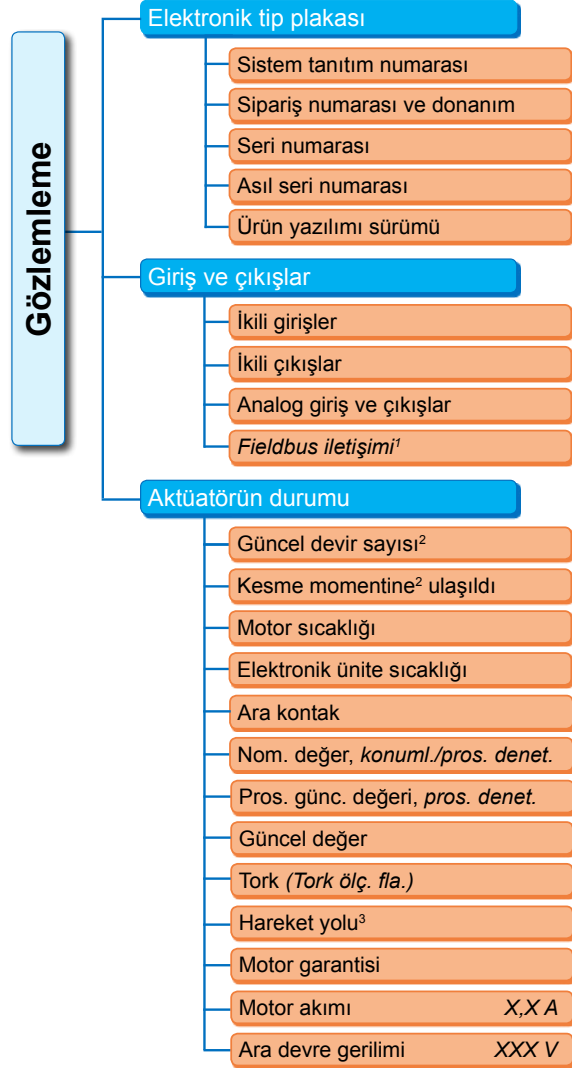 Gözlemleme
Elektronik tip plakası
Sistem tanıtım numarası
Sipariş numarası ve donanım
Seri numarası
Asıl seri numarası
Ürün yazılımı sürümü
Giriş ve çıkışlar
İkili girişler
İkili çıkışlar
Analog giriş ve çıkışlar
Fieldbus iletişimi¹
Aktüatörün durumu
Güncel devir sayısı²
Kesme momentine² ulaşıldı
Motor sıcaklığı
Elektronik ünite sıcaklığı
Ara kontak
Nom. değer, konuml./pros. denet.
Pros. günc. değeri, pros. denet.
Güncel değer
Tork (Tork ölç. fla.)
Hareket yolu³
Motor garantisi
Motor akımı X,X A
Ara devre gerilimi XXX V